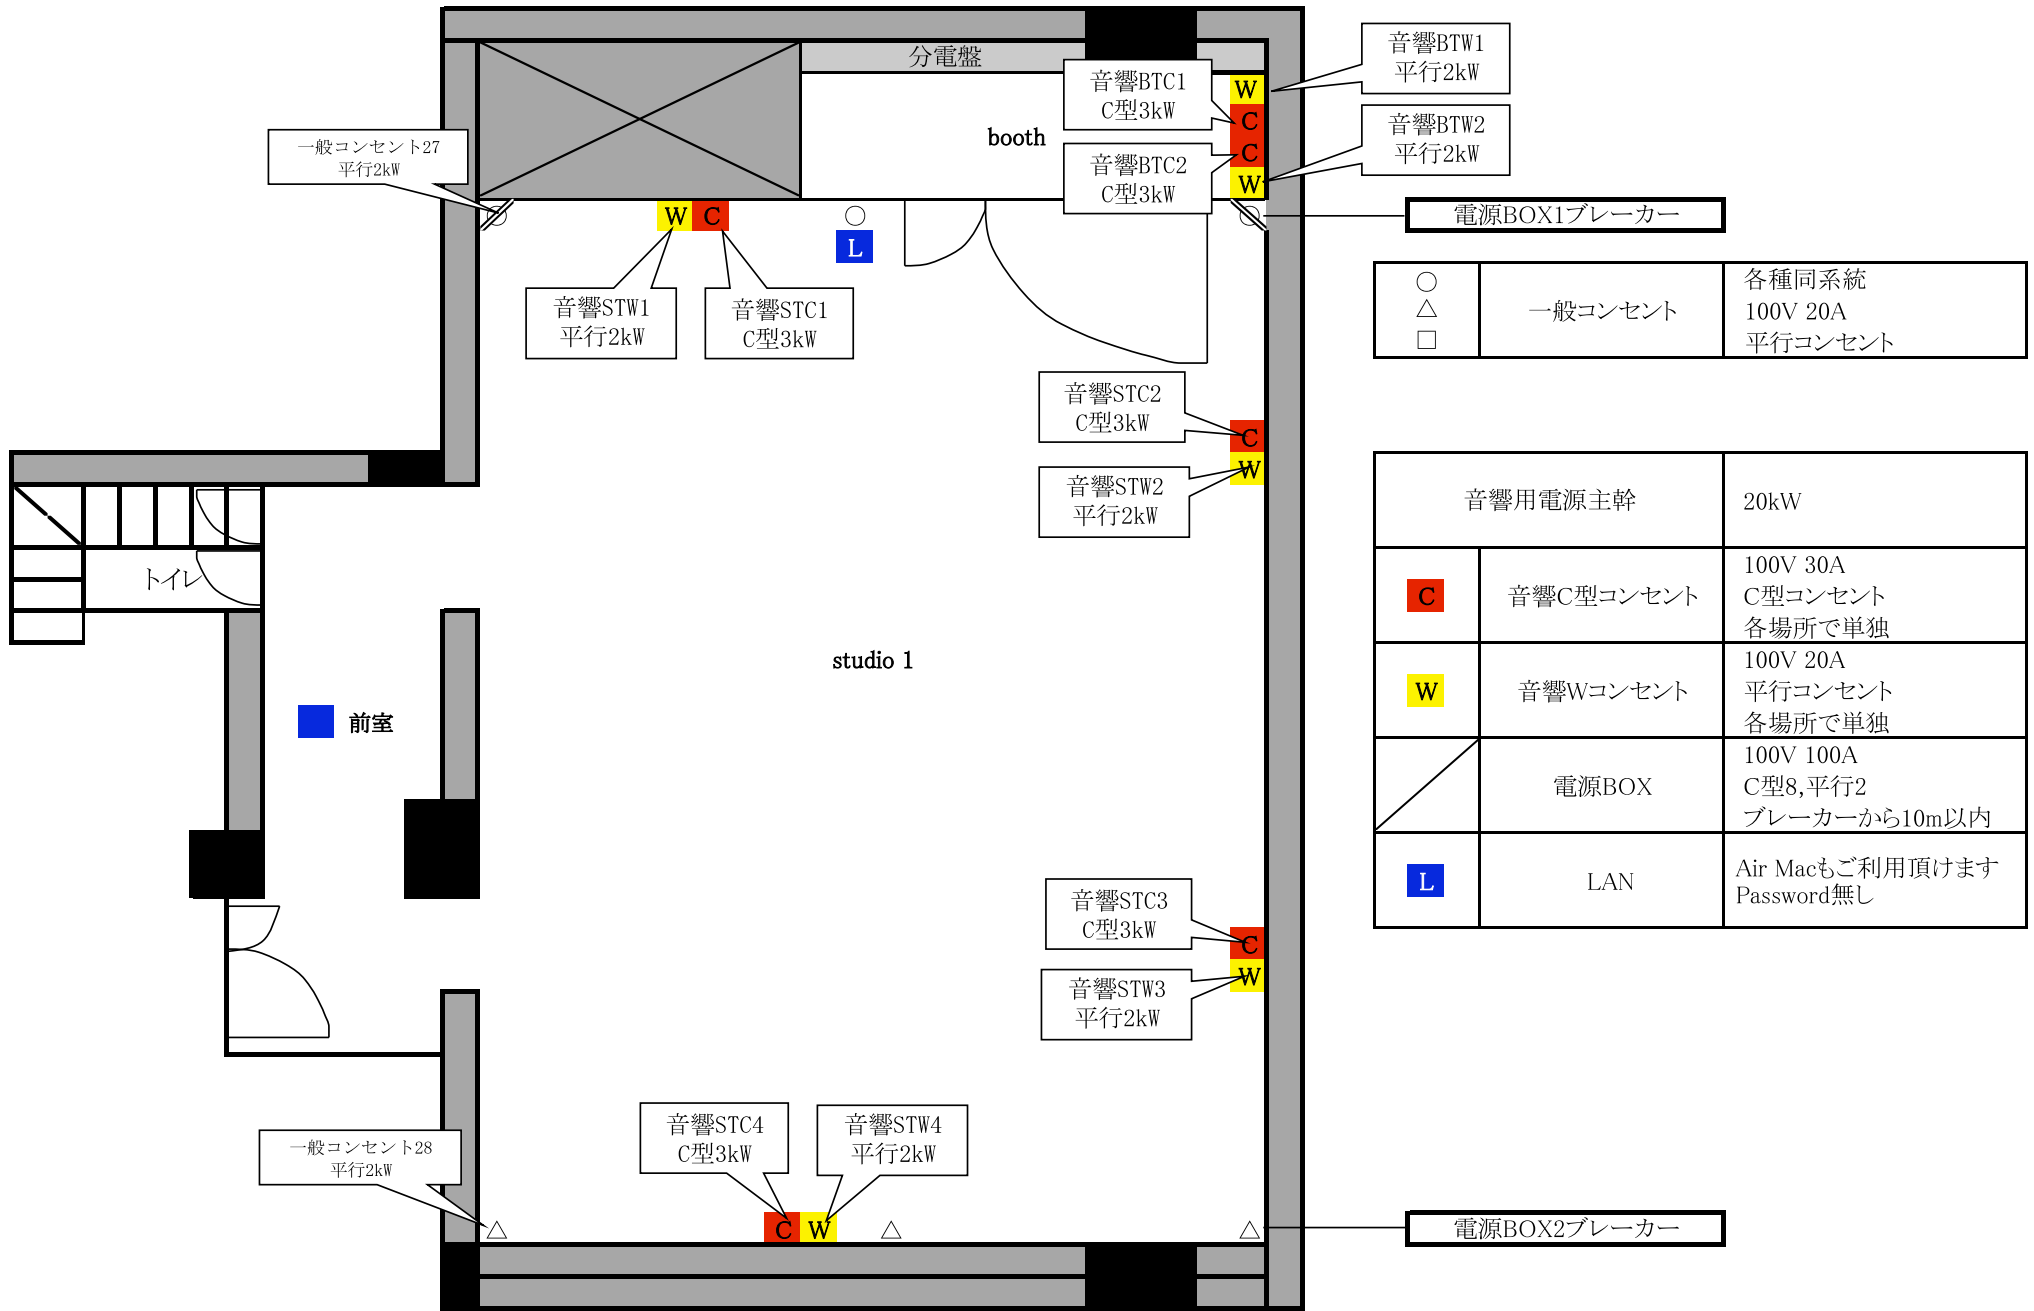 分電盤
音響BTW1
平行2kW
音響BTC1
C型3kW
W
C
booth
音響BTW2
平行2kW
一般コンセント27
平行2kW
音響BTC2
C型3kW
C
W
○
W
C
○
○
電源BOX1ブレーカー
L
音響STW1
平行2kW
音響STC1
C型3kW
○
△
□
一般コンセント
各種同系統
100V 20A
平行コンセント
音響STC2
C型3kW
C
W
音響STW2
平行2kW
トイレ
音響用電源主幹
20kW
C
音響C型コンセント
100V 30A
C型コンセント
各場所で単独
W
音響Wコンセント
100V 20A
平行コンセント
各場所で単独
電源BOX
100V 100A
C型8,平行2
ブレーカーから10m以内
L
LAN
Air Macもご利用頂けます
Password無し
studio 1
前室
音響STC3
C型3kW
C
W
音響STW3
平行2kW
音響STC4
C型3kW
音響STW4
平行2kW
一般コンセント28
平行2kW
△
C
W
△
△
電源BOX2ブレーカー